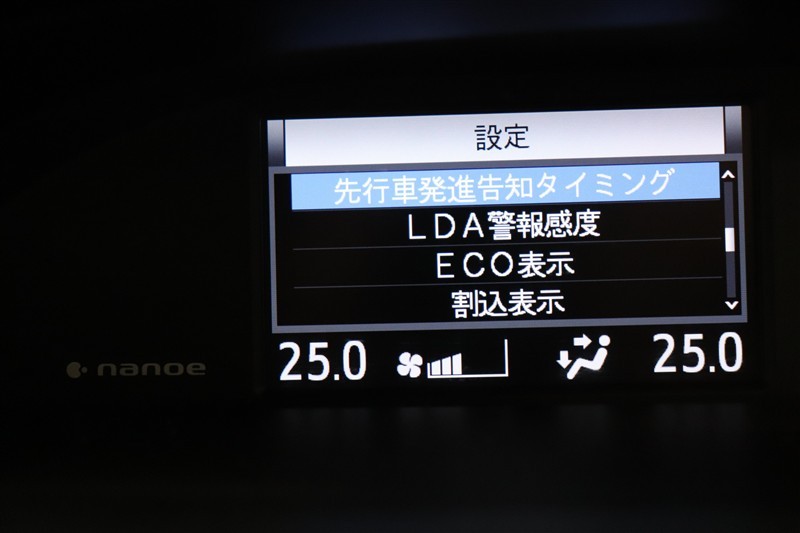 設定
先行車発進告知タイミング
LDA警報感度
ECO表示
割込表示
25.0 25.0
nanoe